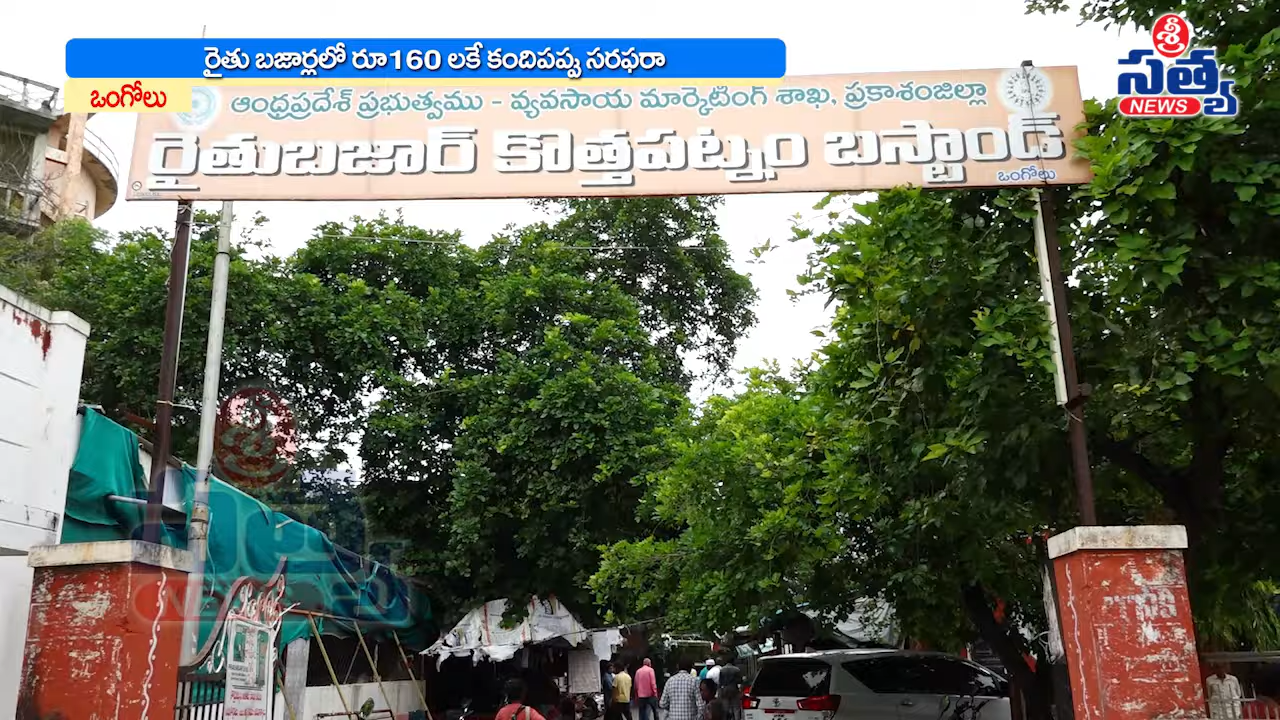 రైతు బజార్లలో రూ160 లకే కందిపప్పు సరఫరా
ఒంగోలు
శ్రీ
సత్య
NEWS
ఆంధ్రప్రదేశ్ ప్రభుత్వము - వ్యవసాయ మార్కెటింగ్ శాఖ, ప్రకాశంజిల్లా
రైతుబజార్ కొత్తపట్నం బస్టాండ్
ఒంగోలు